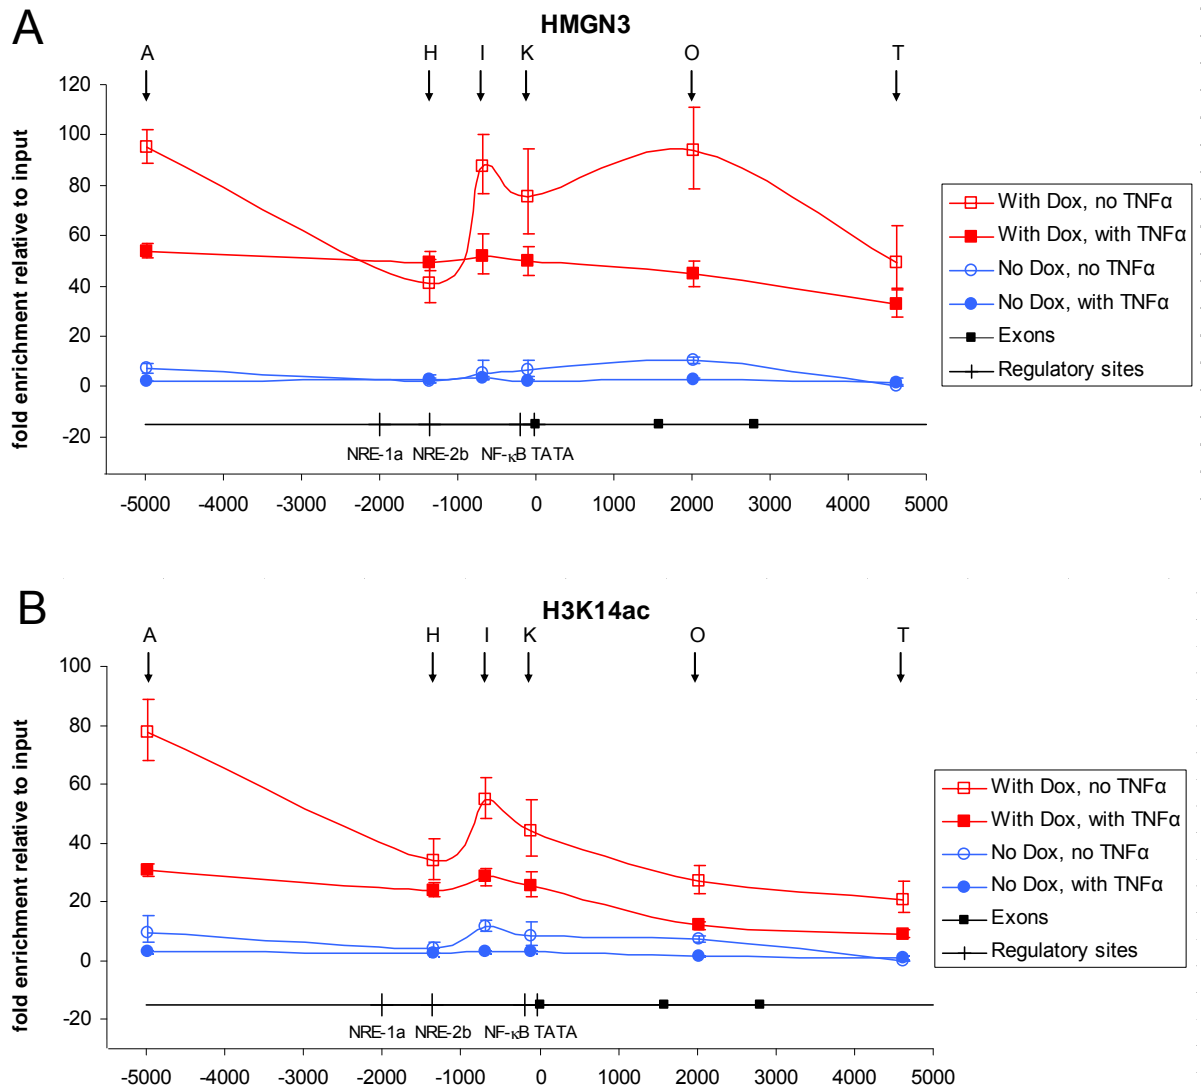 A
HMGN3
A H I K O T
fold enrichment relative to input
120
100
80
60
40
20
0
-20
NRE-1a NRE-2b NF-κB TATA
-5000 -4000 -3000 -2000 -1000 0 1000 2000 3000 4000 5000
With Dox, no TNFα
With Dox, with TNFα
No Dox, no TNFα
No Dox, with TNFα
Exons
Regulatory sites
B
H3K14ac
A H I K O T
fold enrichment relative to input
100
80
60
40
20
0
-20
NRE-1a NRE-2b NF-κB TATA
-5000 -4000 -3000 -2000 -1000 0 1000 2000 3000 4000 5000
With Dox, no TNFα
With Dox, with TNFα
No Dox, no TNFα
No Dox, with TNFα
Exons
Regulatory sites